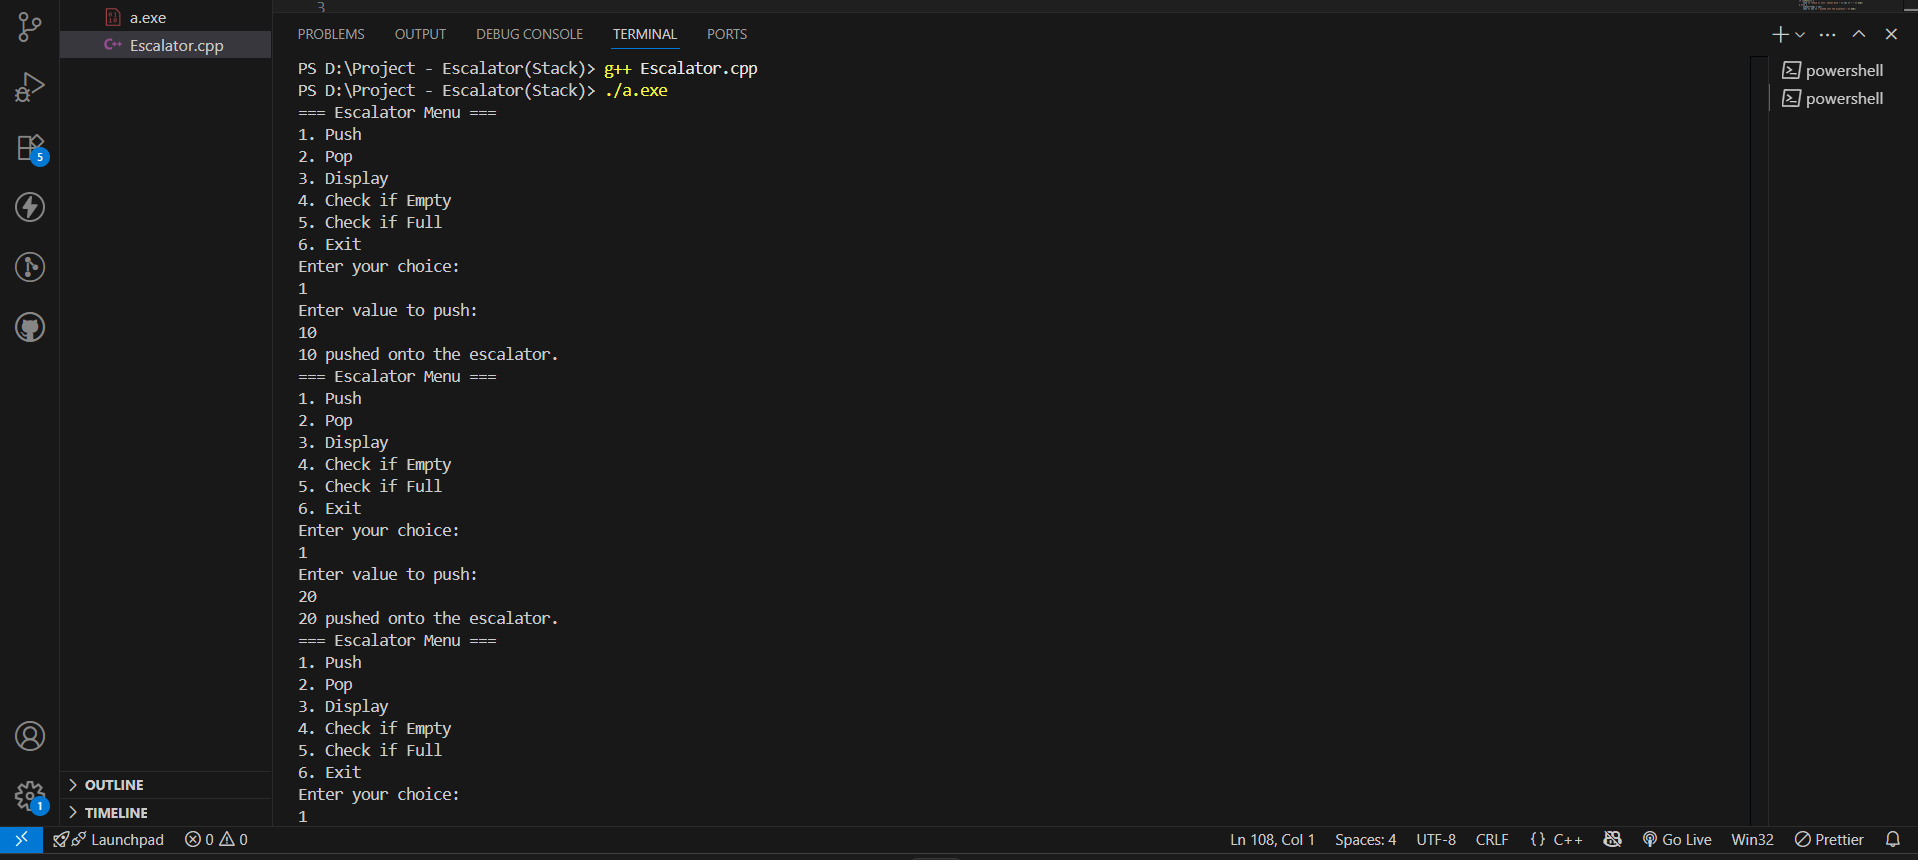 3
a.exe
Escalator.cpp
PROBLEMS OUTPUT DEBUG CONSOLE TERMINAL PORTS
PS D:\Project - Escalator(Stack)> g++ Escalator.cpp
PS D:\Project - Escalator(Stack)> ./a.exe
=== Escalator Menu ===
1. Push
2. Pop
3. Display
4. Check if Empty
5. Check if Full
6. Exit
Enter your choice:
1
Enter value to push:
10
10 pushed onto the escalator.
=== Escalator Menu ===
1. Push
2. Pop
3. Display
4. Check if Empty
5. Check if Full
6. Exit
Enter your choice:
1
Enter value to push:
20
20 pushed onto the escalator.
=== Escalator Menu ===
1. Push
2. Pop
3. Display
4. Check if Empty
5. Check if Full
6. Exit
Enter your choice:
1
powershell
powershell
5
1
OUTLINE
TIMELINE
Launchpad 0 0 Ln 108, Col 1 Spaces: 4 UTF-8 CRLF {} C++ Go Live Win32 Prettier